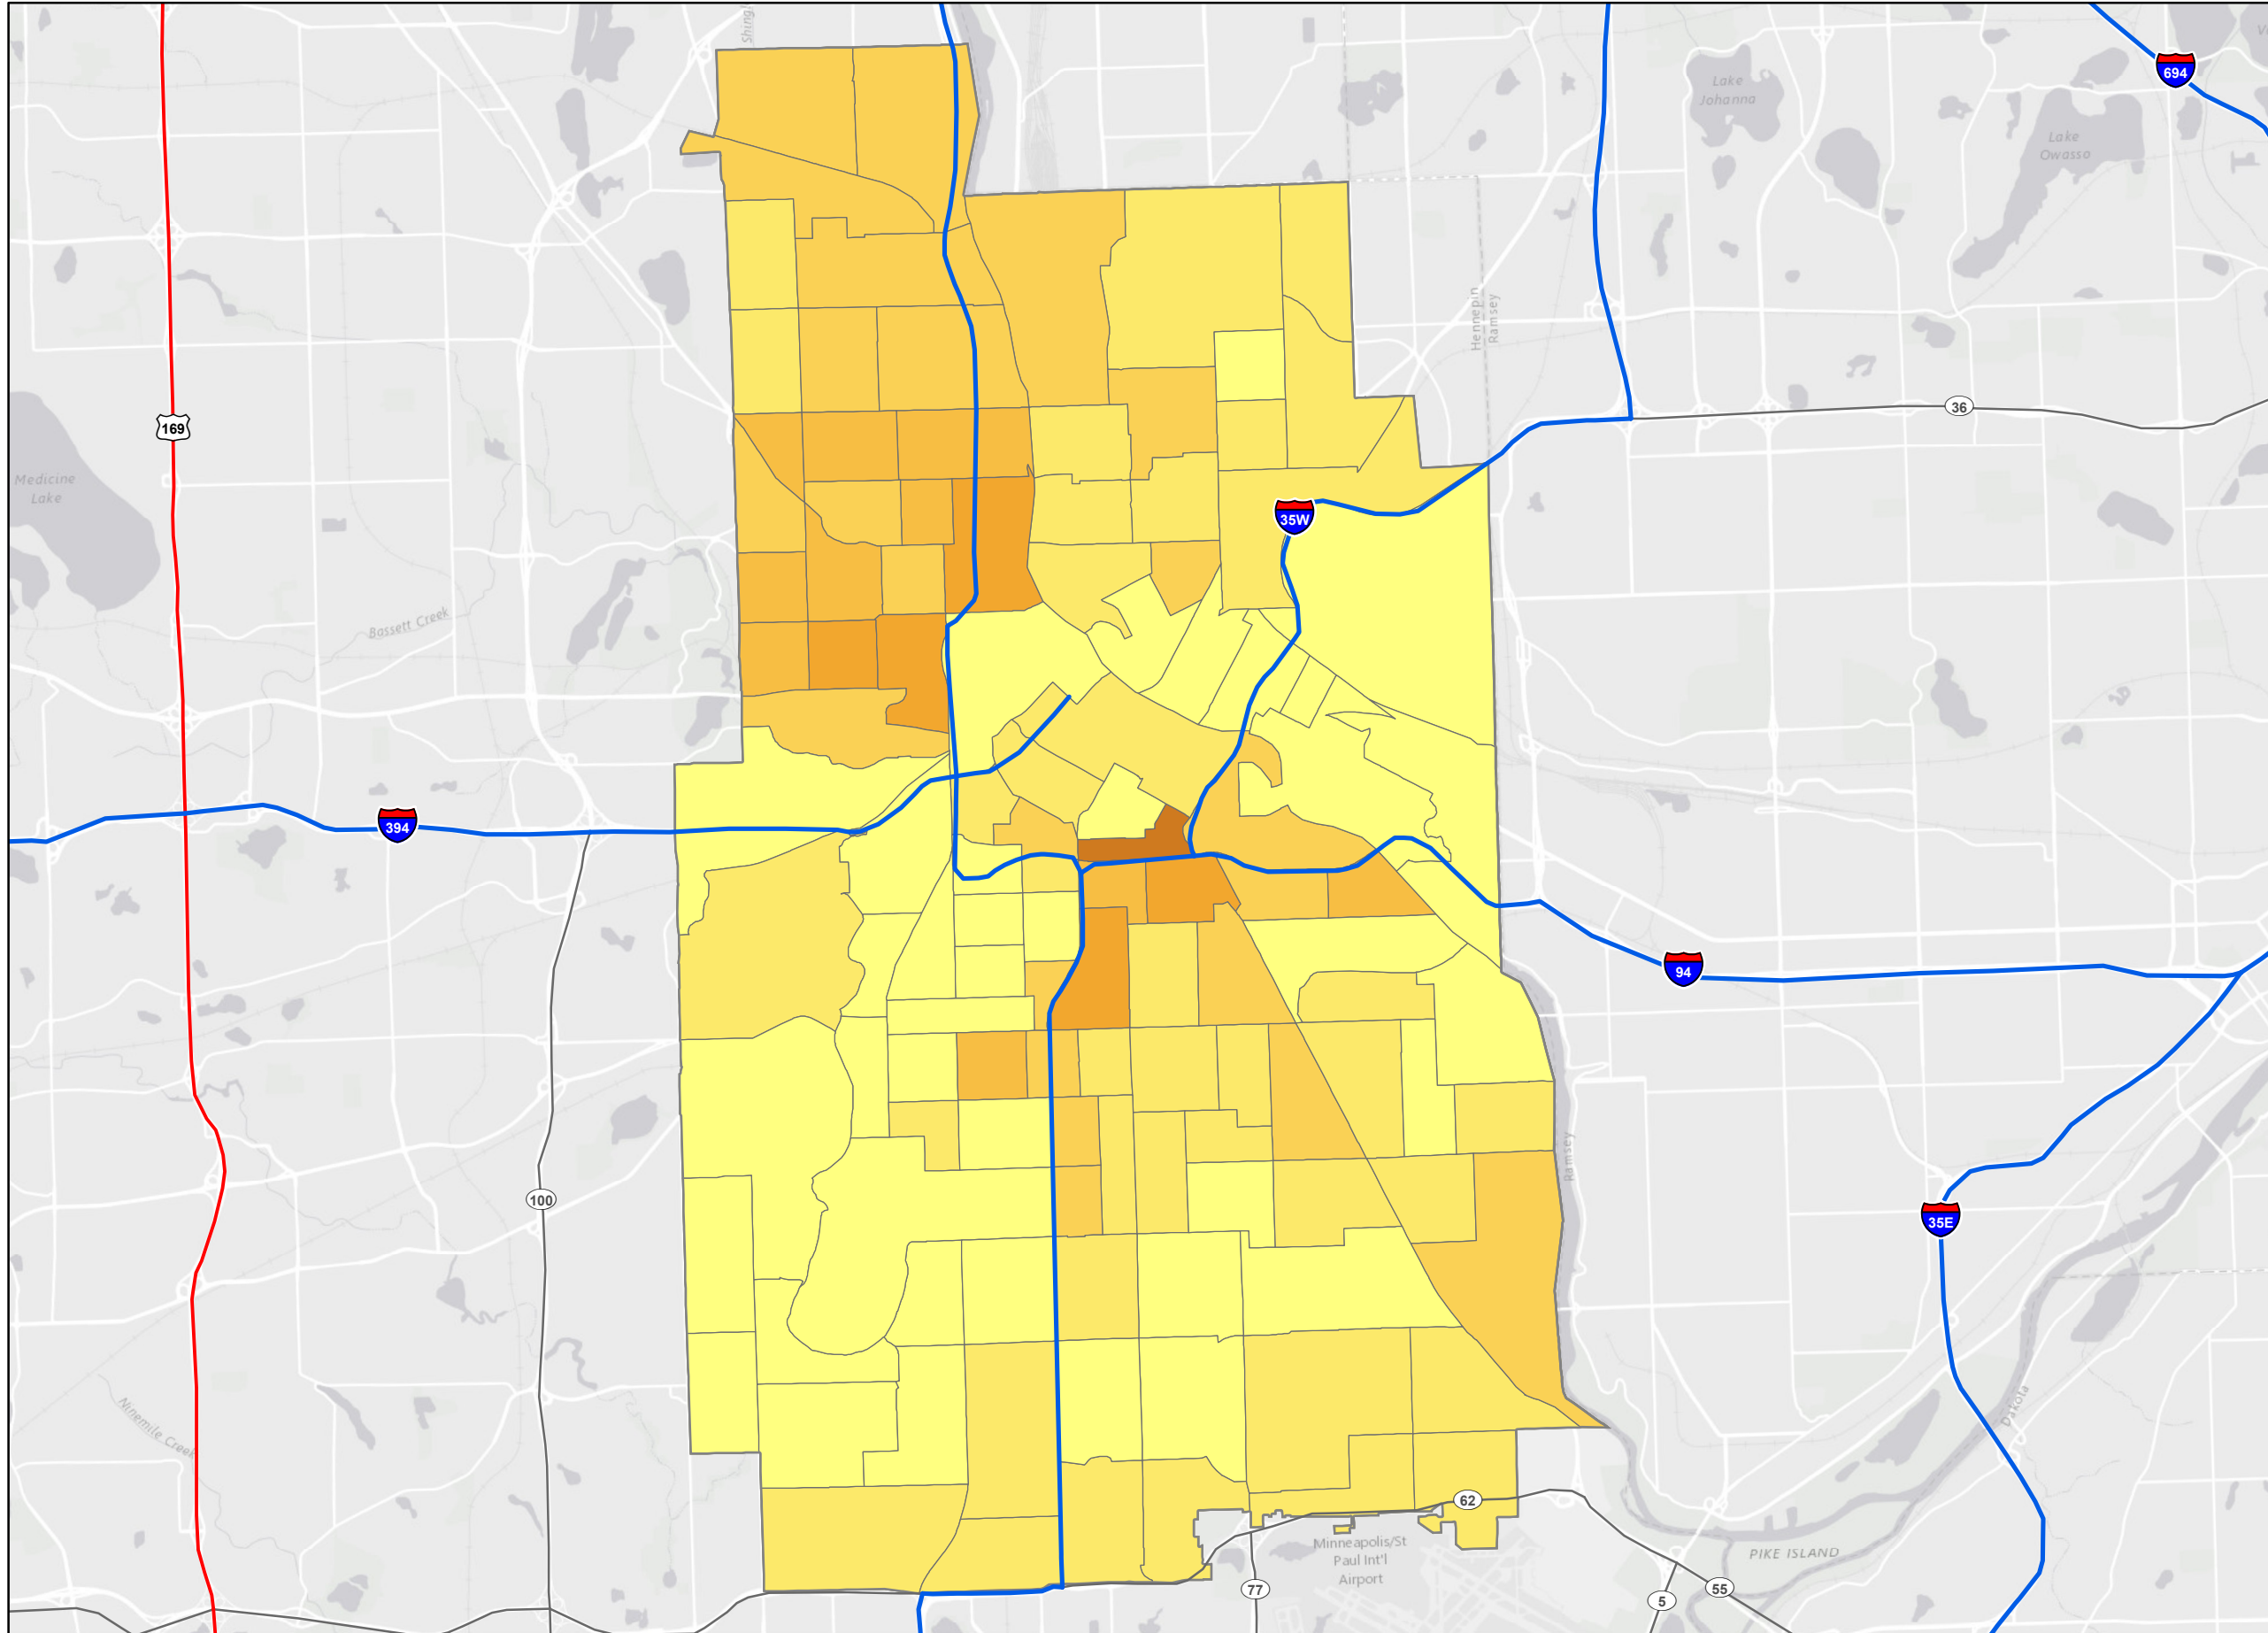 Shingl
694
Lake
Johanna
Lake
Owasso
Hennepin
Ramsey
36
169
Medicine
Lake
35W
Bassett Creek
394
94
100
Ramsey
35E
Ninemile Creek
Dakota
62
Minneapolis/St
Paul Int'l
Airport
PIKE ISLAND
77
55
5